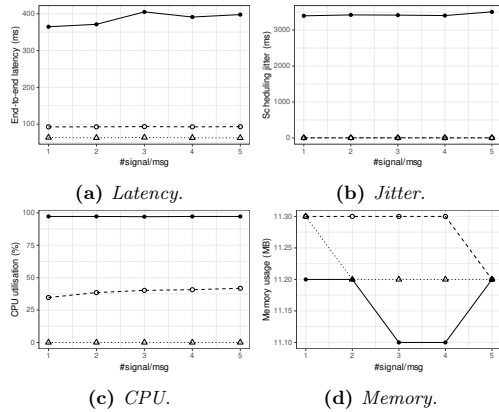 End-to-end latency (ms)
400
300
200
100
1 2 3 4 5
#signal/msg
(a) Latency.
Scheduling jitter (ms)
3000
2000
1000
0
1 2 3 4 5
#signal/msg
(b) Jitter.
CPU utilisation (%)
100
75
50
25
0
1 2 3 4 5
#signal/msg
(c) CPU.
Memory usage (MB)
11.30
11.25
11.20
11.15
11.10
1 2 3 4 5
#signal/msg
(d) Memory.